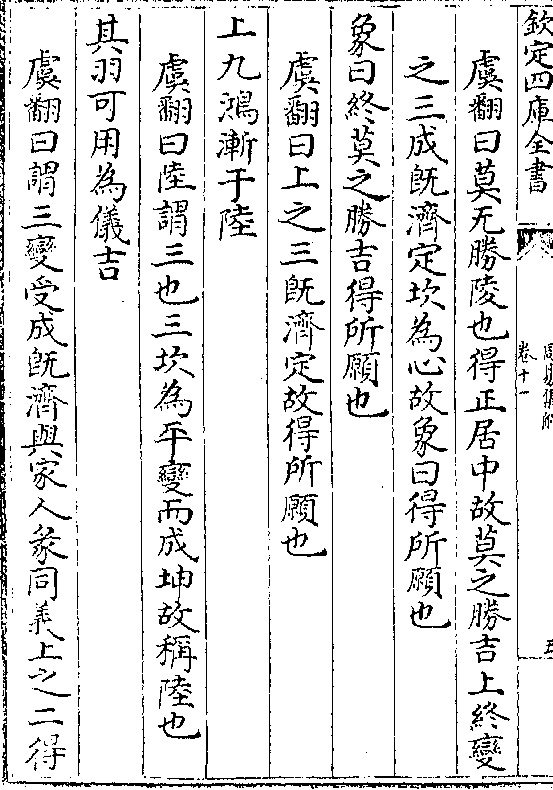 欽定四庫全書
周易集解
卷十一
五
虞翻曰莫无勝陵也得正居中故莫之勝吉上終變
之三成旣濟定坎為心故象曰得所願也
象曰終莫之勝吉得所願也
虞翻曰上之三旣濟定故得所願也
上九鴻漸于陸
虞翻曰陸謂三也三坎為平變而成坤故稱陸也
其羽可用為儀吉
虞翻曰謂三變受成旣濟與家人彖同義上之二得